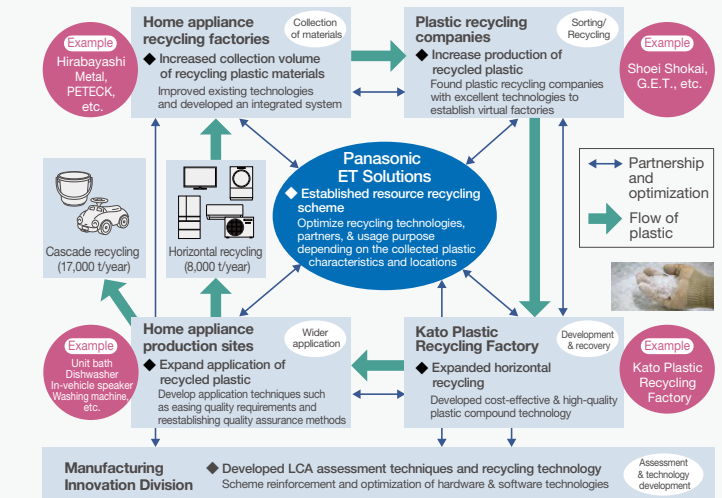 Home appliance
recycling factories
Collection
of materials
◆ Increased collection volume
of recycling plastic materials
Improved existing technologies
and developed an integrated system
Example
Hirabayashi
Metal,
PETECK,
etc.
Plastic recycling
companies
Sorting/
Recycling
◆ Increase production of
recycled plastic
Found plastic recycling companies
with excellent technologies to
establish virtual factories
Example
Shoei Shokai,
G.E.T., etc.
Panasonic
ET Solutions
◆ Established resource recycling
scheme
Optimize recycling technologies,
partners, & usage purpose
depending on the collected plastic
characteristics and locations
Partnership
and
optimization
Flow of
plastic
Cascade recycling
(17,000 t/year)
Horizontal recycling
(8,000 t/year)
Home appliance
production sites
Wider
application
◆ Expand application of
recycled plastic
Develop application techniques such
as easing quality requirements and
reestablishing quality assurance methods
Example
Unit bath
Dishwasher
In-vehicle speaker
Washing machine,
etc.
Kato Plastic
Recycling Factory
Development
& recovery
◆ Expanded horizontal
recycling
Developed cost-effective & high-quality
plastic compound technology
Example
Kato Plastic
Recycling
Factory
Manufacturing
Innovation Division
◆ Developed LCA assessment techniques and recycling technology
Scheme reinforcement and optimization of hardware & software technologies
Assessment
& technology
development